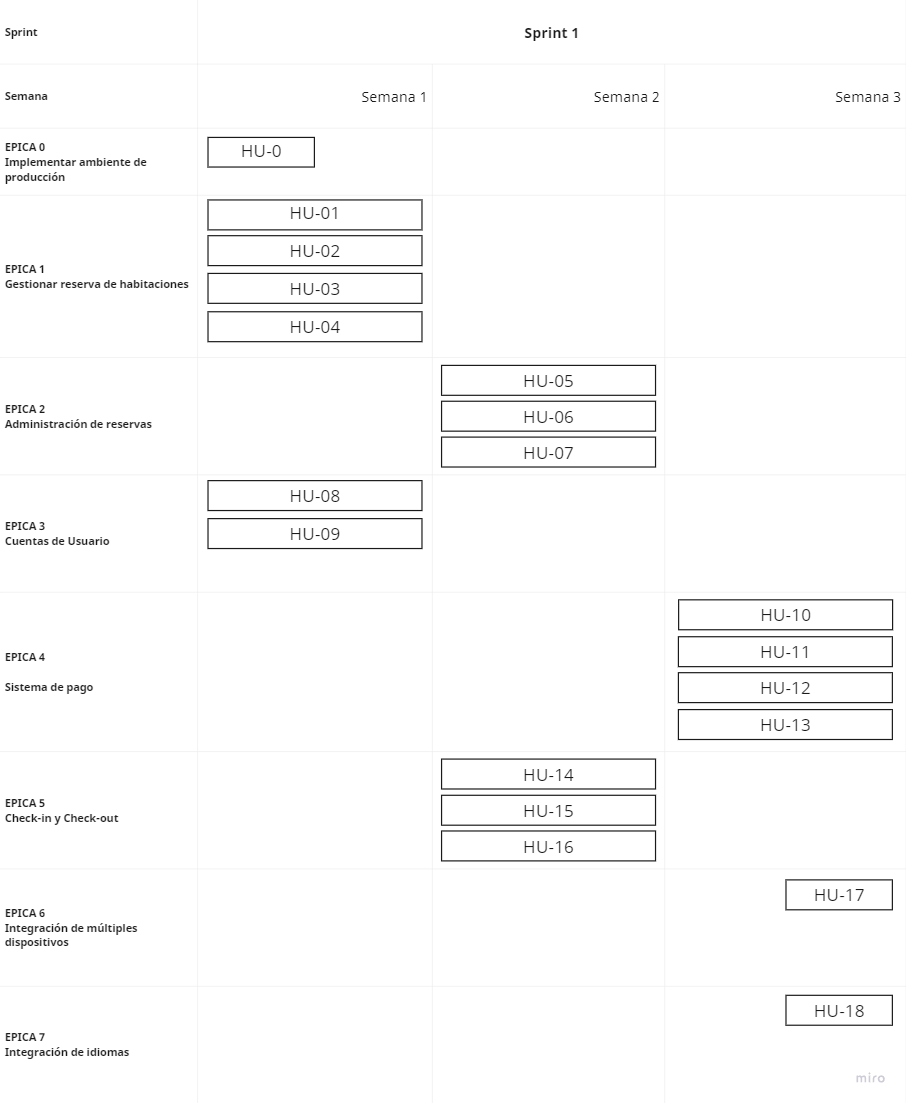 Sprint
Sprint 1
Semana
Semana 1
Semana 2
Semana 3
EPICA 0
Implementar ambiente de
producción
HU-0
EPICA 1
Gestionar reserva de habitaciones
HU-01
HU-02
HU-03
HU-04
EPICA 2
Administración de reservas
HU-05
HU-06
HU-07
EPICA 3
Cuentas de Usuario
HU-08
HU-09
EPICA 4
Sistema de pago
HU-10
HU-11
HU-12
HU-13
EPICA 5
Check-in y Check-out
HU-14
HU-15
HU-16
EPICA 6
Integración de múltiples
dispositivos
HU-17
EPICA 7
Integración de idiomas
HU-18
miro